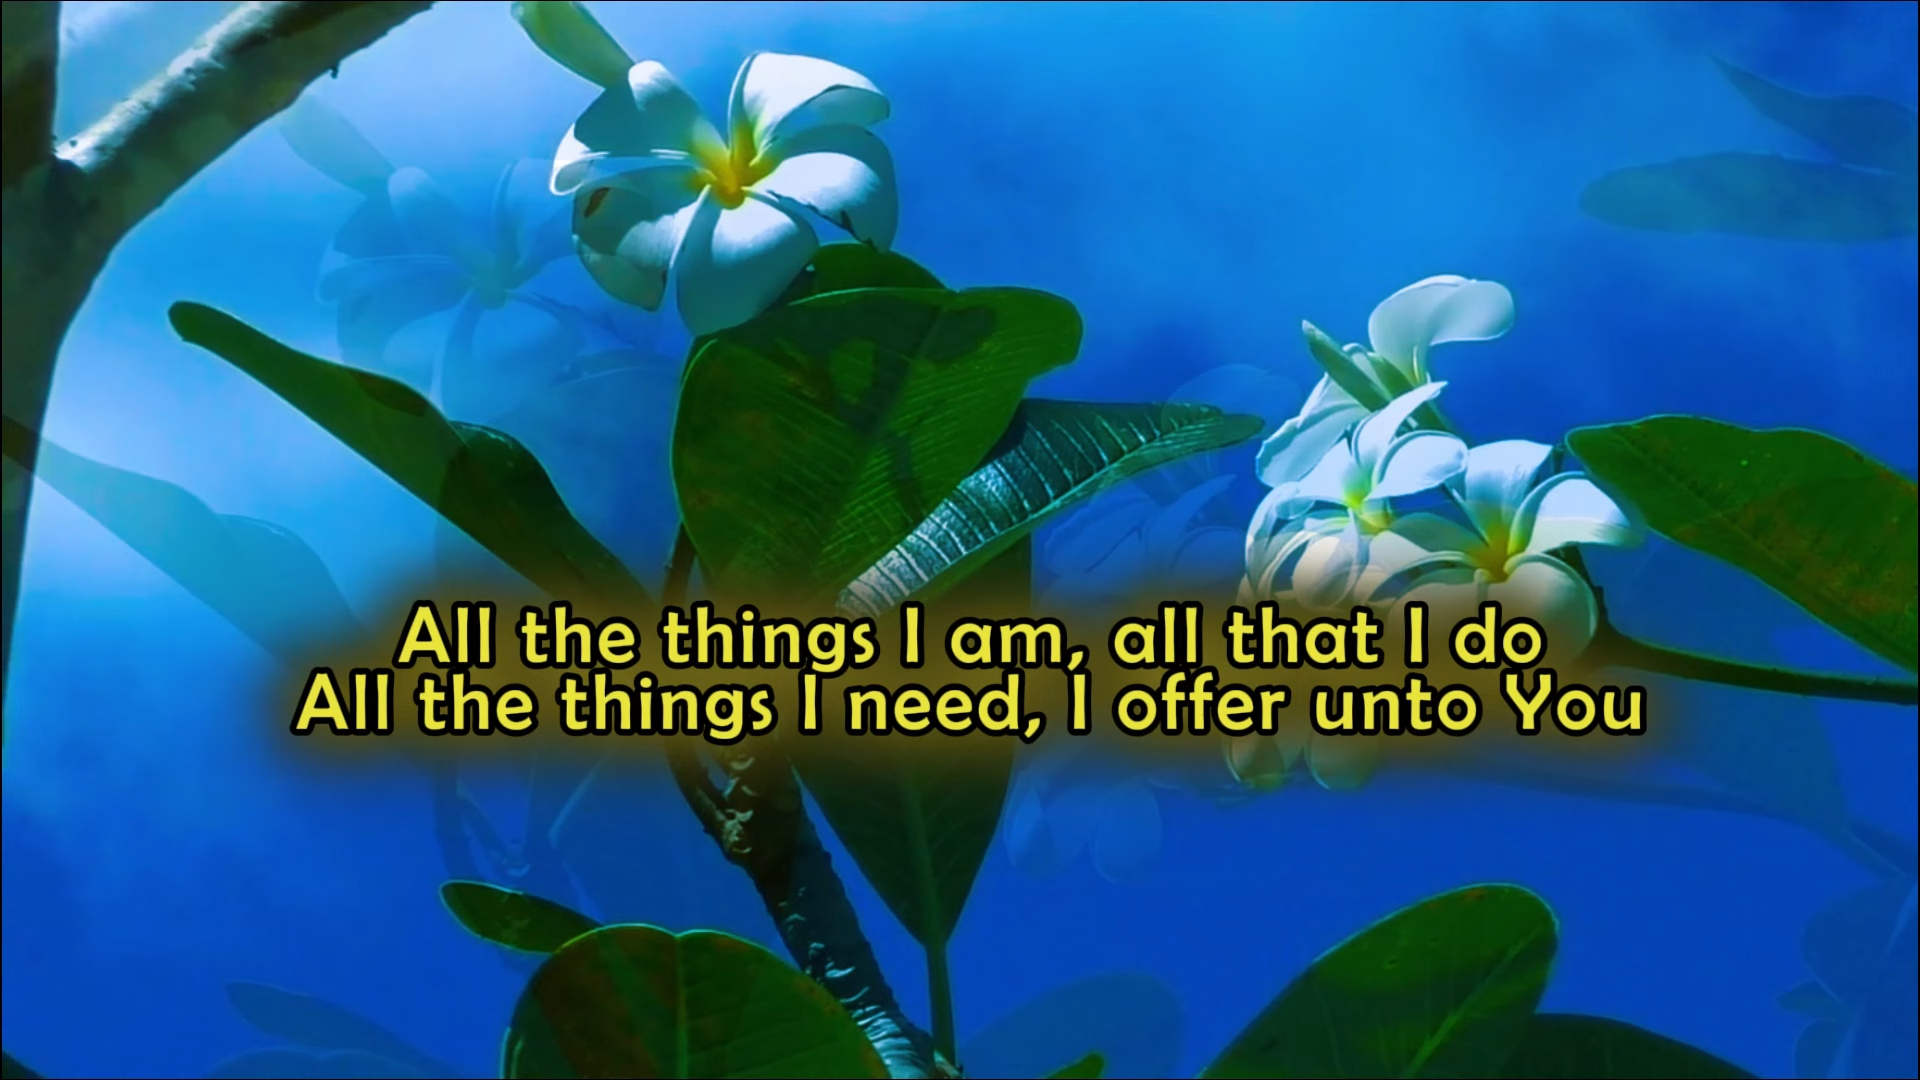 All the things I am, all that I do
All the things I need, I offer unto You